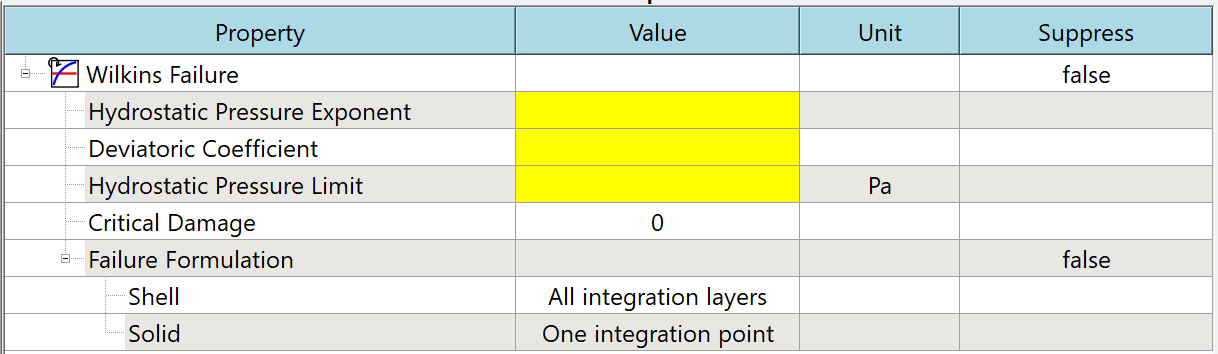 Property Value Unit Suppress
Wilkins Failure false
Hydrostatic Pressure Exponent
Deviatoric Coefficient
Hydrostatic Pressure Limit Pa
Critical Damage 0
Failure Formulation false
Shell All integration layers
Solid One integration point